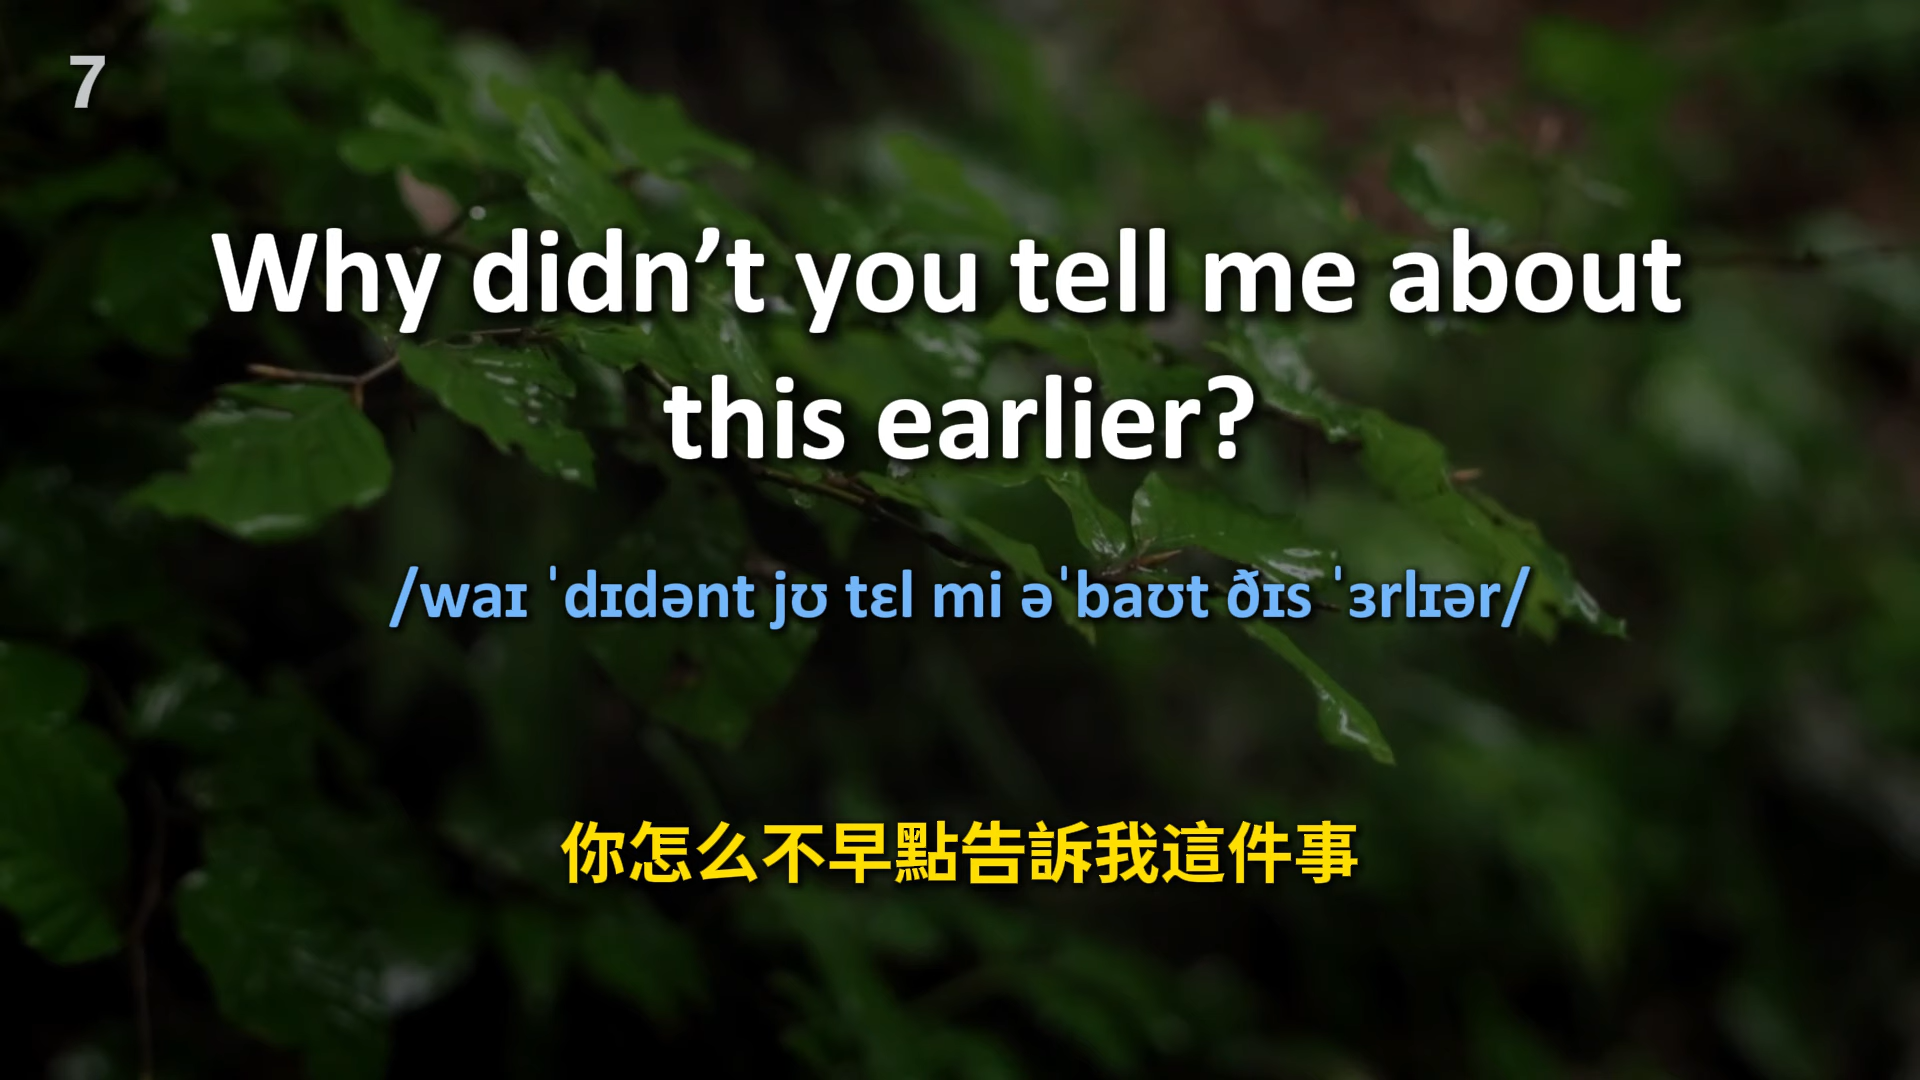 7
Why didn’t you tell me about
this earlier?
/waɪ ˈdɪdənt jʊ tɛl mi əˈbaʊt ðɪs ˈɜrlɪər/
你怎么不早點告訴我這件事